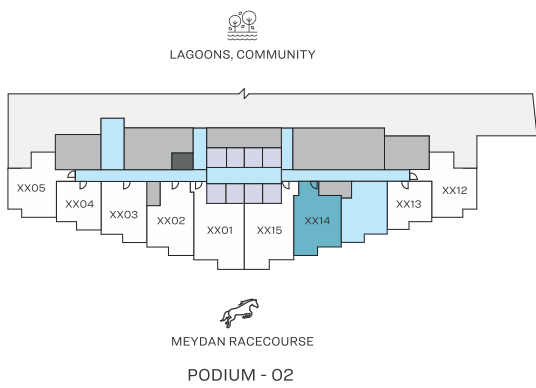 LAGOONS, COMMUNITY
XX05
XX04
XX03
XX02
XX01
XX15
XX14
XX13
XX12
MEYDAN RACECOURSE
PODIUM - 02